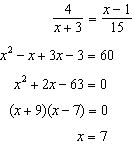 4/(x+3) = (x−1)/15
x² − x + 3x − 3 = 60
x² + 2x − 63 = 0
(x + 9)(x − 7) = 0
x = 7